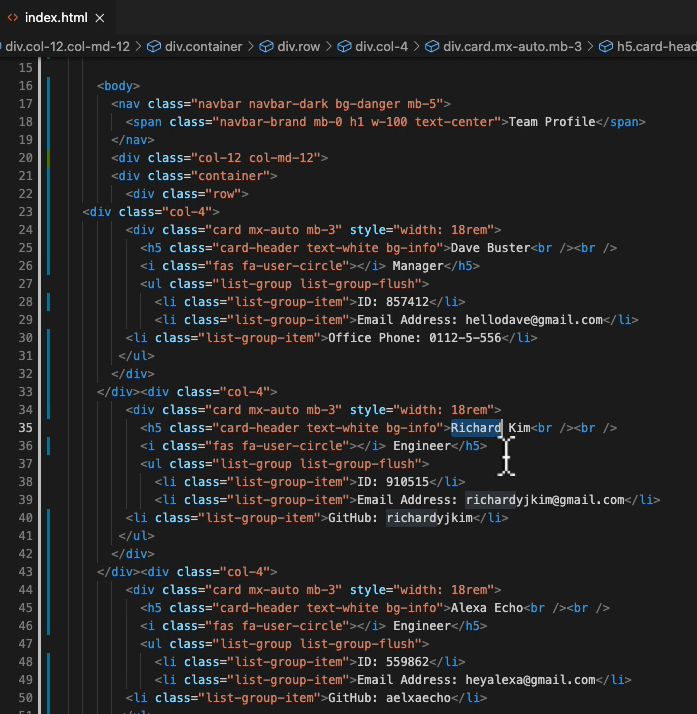 index.html
div.col-12.col-md-12 > div.container > div.row > div.col-4 > div.card.mx-auto.mb-3 > h5.card-head
15
16 <body>
17 <nav class="navbar navbar-dark bg-danger mb-5">
18 <span class="navbar-brand mb-0 h1 w-100 text-center">Team Profile</span>
19 </nav>
20 <div class="col-12 col-md-12">
21 <div class="container">
22 <div class="row">
23 <div class="col-4">
24 <div class="card mx-auto mb-3" style="width: 18rem">
25 <h5 class="card-header text-white bg-info">Dave Buster<br /><br />
26 <i class="fas fa-user-circle"></i> Manager</h5>
27 <ul class="list-group list-group-flush">
28 <li class="list-group-item">ID: 857412</li>
29 <li class="list-group-item">Email Address: hellodave@gmail.com</li>
30 <li class="list-group-item">Office Phone: 0112-5-556</li>
31 </ul>
32 </div>
33 </div><div class="col-4">
34 <div class="card mx-auto mb-3" style="width: 18rem">
35 <h5 class="card-header text-white bg-info">Richard Kim<br /><br />
36 <i class="fas fa-user-circle"></i> Engineer</h5>
37 <ul class="list-group list-group-flush">
38 <li class="list-group-item">ID: 910515</li>
39 <li class="list-group-item">Email Address: richardyjkim@gmail.com</li>
40 <li class="list-group-item">GitHub: richardyjkim</li>
41 </ul>
42 </div>
43 </div><div class="col-4">
44 <div class="card mx-auto mb-3" style="width: 18rem">
45 <h5 class="card-header text-white bg-info">Alexa Echo<br /><br />
46 <i class="fas fa-user-circle"></i> Engineer</h5>
47 <ul class="list-group list-group-flush">
48 <li class="list-group-item">ID: 559862</li>
49 <li class="list-group-item">Email Address: heyalexa@gmail.com</li>
50 <li class="list-group-item">GitHub: aelxaecho</li>